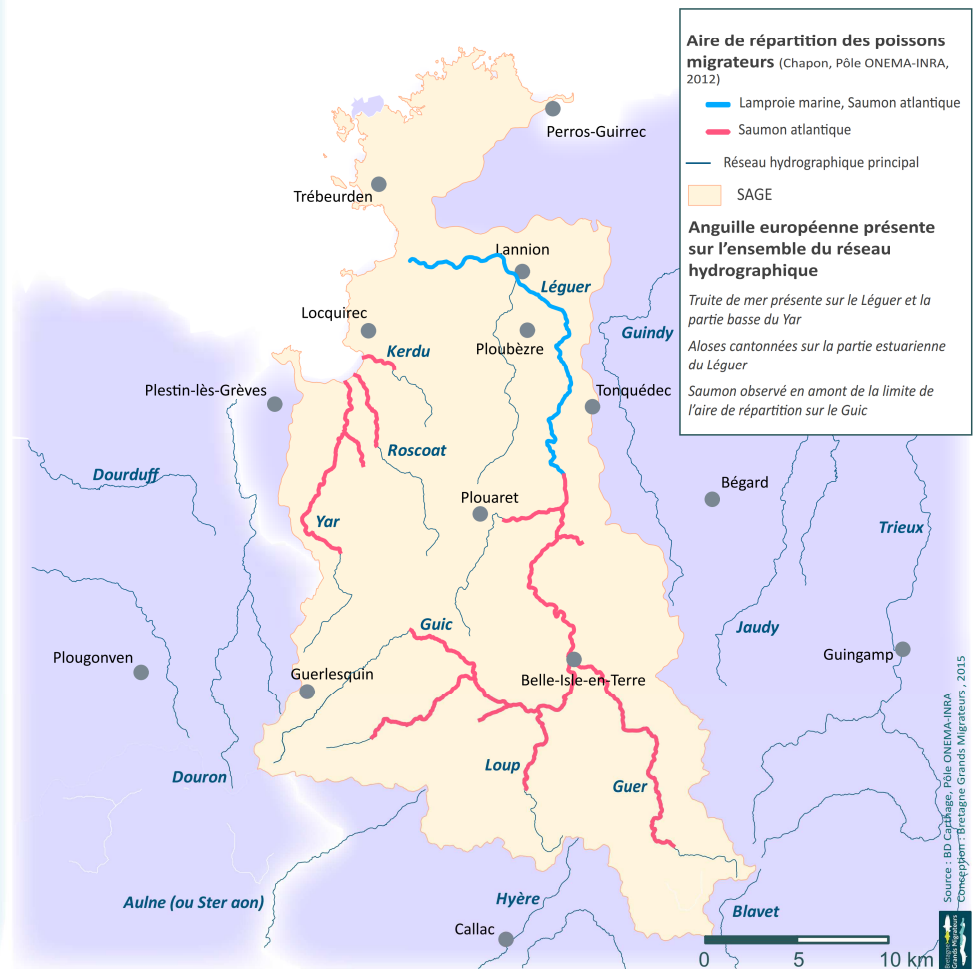 Aire de répartition des poissons
migrateurs (Chapon, Pôle ONEMA-INRA,
2012)
Lamproie marine, Saumon atlantique
Saumon atlantique
Réseau hydrographique principal
SAGE
Anguille européenne présente
sur l'ensemble du réseau
hydrographique
Truite de mer présente sur le Léguer et la
partie basse du Yar
Aloses cantonnées sur la partie estuarienne
du Léguer
Saumon observé en amont de la limite de
l'aire de répartition sur le Guic
Perros-Guirrec
Trébeurden
Lannion
Léguer
Locquirec
Guindy
Kerdu
Ploubèzre
Plestin-lès-Grèves
Tonquédec
Roscoat
Dourduff
Bégard
Plouaret
Yar
Trieux
Guic
Jaudy
Plougonven
Guingamp
Guerlesquin
Belle-Isle-en-Terre
Loup
Douron
Guer
Aulne (ou Ster aon)
Hyère
Blavet
Callac
0 5 10 km
Source : BD Carthage, Pôle ONEMA-INRA
Conception : Bretagne Grands Migrateurs , 2015
Bretagne
Grands Migrateurs